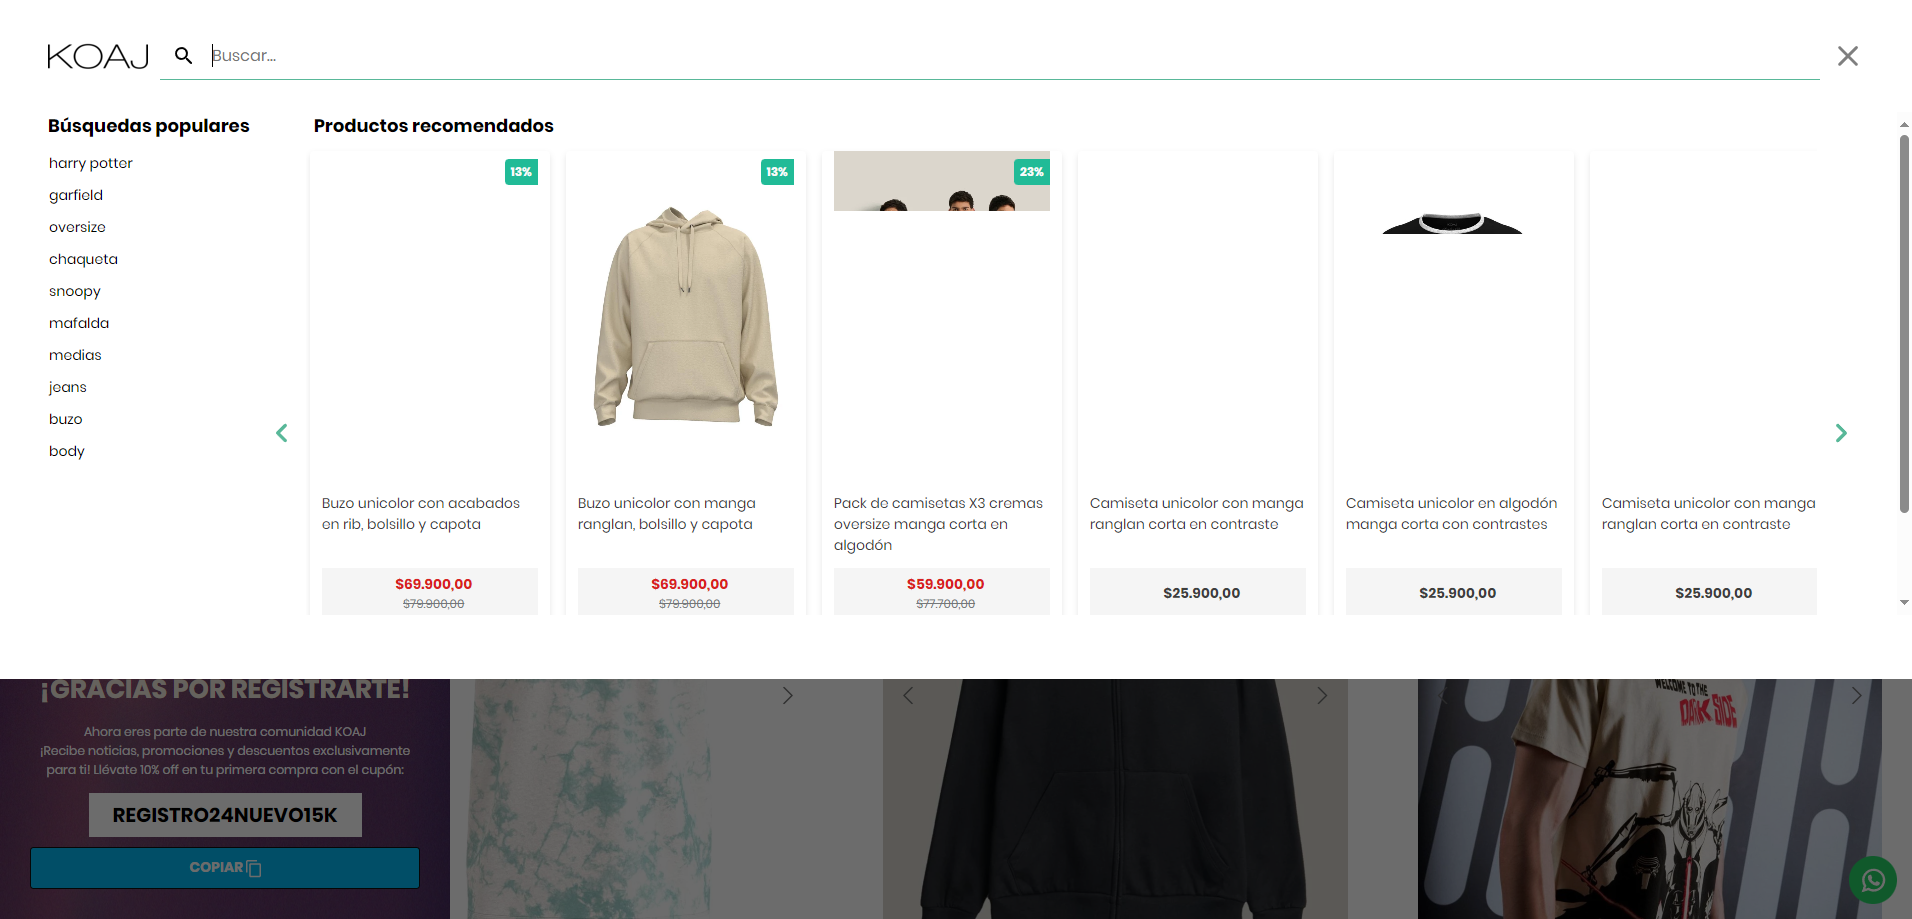 KOAJ
Buscar...
Búsquedas populares
harry potter
garfield
oversize
chaqueta
snoopy
mafalda
medias
jeans
buzo
body
Productos recomendados
13%
Buzo unicolor con acabados
en rib, bolsillo y capota
$69.900,00
$79.900,00
13%
Buzo unicolor con manga
ranglan, bolsillo y capota
$69.900,00
$79.900,00
23%
Pack de camisetas X3 cremas
oversize manga corta en
algodón
$59.900,00
$77.700,00
Camiseta unicolor con manga
ranglan corta en contraste
$25.900,00
Camiseta unicolor en algodón
manga corta con contrastes
$25.900,00
Camiseta unicolor con manga
ranglan corta en contraste
$25.900,00
¡GRACIAS POR REGISTRARTE!
Ahora eres parte de nuestra comunidad KOAJ
¡Recibe noticias, promociones y descuentos exclusivamente
para ti! Llévate 10% off en tu primera compra con el cupón:
REGISTRO24NUEVO15K
COPIAR
WELCOME TO THE
DARK SIDE